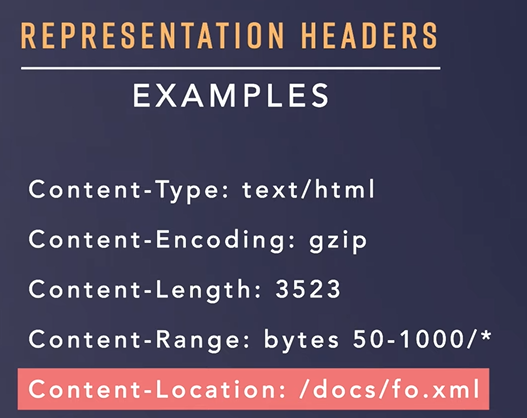 REPRESENTATION HEADERS
EXAMPLES
Content-Type: text/html
Content-Encoding: gzip
Content-Length: 3523
Content-Range: bytes 50-1000/*
Content-Location: /docs/fo.xml